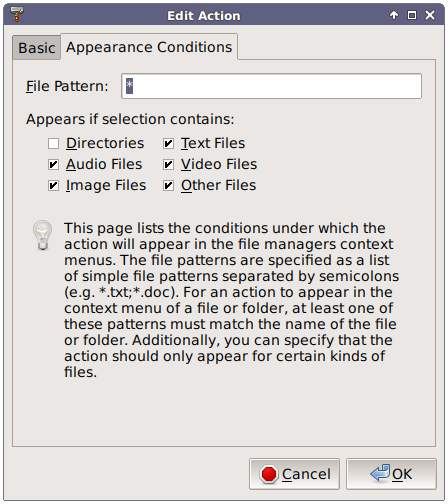 Edit Action
Basic Appearance Conditions
File Pattern: *
Appears if selection contains:
Directories Text Files
Audio Files Video Files
Image Files Other Files
This page lists the conditions under which the
action will appear in the file managers context
menus. The file patterns are specified as a list
of simple file patterns separated by semicolons
(e.g. *.txt;*.doc). For an action to appear in the
context menu of a file or folder, at least one of
these patterns must match the name of the file
or folder. Additionally, you can specify that the
action should only appear for certain kinds of
files.
Cancel OK